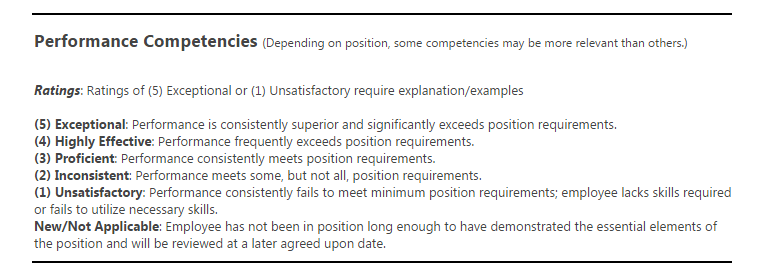 Performance Competencies (Depending on position, some competencies may be more relevant than others.)
Ratings: Ratings of (5) Exceptional or (1) Unsatisfactory require explanation/examples
(5) Exceptional: Performance is consistently superior and significantly exceeds position requirements.
(4) Highly Effective: Performance frequently exceeds position requirements.
(3) Proficient: Performance consistently meets position requirements.
(2) Inconsistent: Performance meets some, but not all, position requirements.
(1) Unsatisfactory: Performance consistently fails to meet minimum position requirements; employee lacks skills required
or fails to utilize necessary skills.
New/Not Applicable: Employee has not been in position long enough to have demonstrated the essential elements of
the position and will be reviewed at a later agreed upon date.